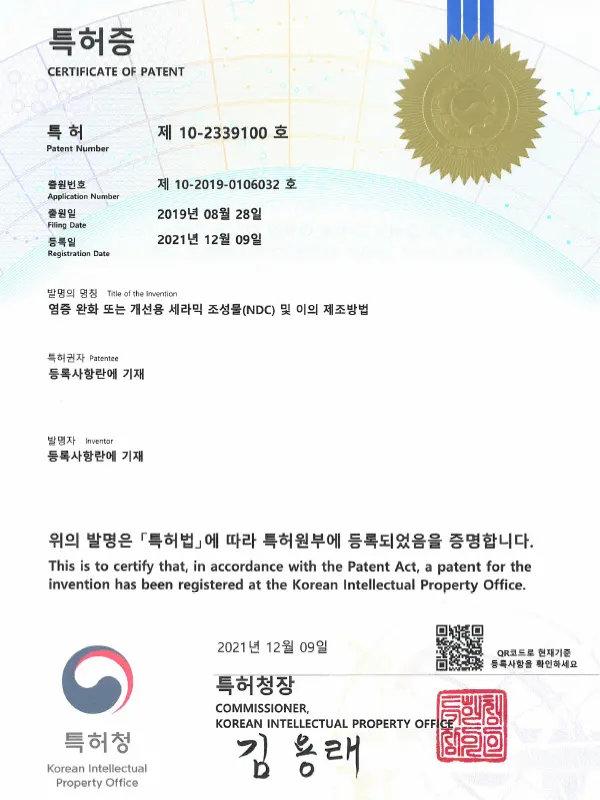 특허증
CERTIFICATE OF PATENT
특 허
제 10-2339100 호
Patent Number
출원번호
제 10-2019-0106032 호
Application Number
출원일
2019년 08월 28일
Filing Date
등록일
2021년 12월 09일
Registration Date
발명의 명칭 Title of the Invention
염증 완화 또는 개선용 세라믹 조성물(NDC) 및 이의 제조방법
특허권자 Patentee
등록사항란에 기재
발명자 Inventor
등록사항란에 기재
위의 발명은 「특허법」에 따라 특허원부에 등록되었음을 증명합니다.
This is to certify that, in accordance with the Patent Act, a patent for the
invention has been registered at the Korean Intellectual Property Office.
2021년 12월 09일
QR코드로 현재기준
등록사항을 확인하세요
특허청장
COMMISSIONER,
KOREAN INTELLECTUAL PROPERTY OFFICE
김용래
특허청
Korean Intellectual
Property Office